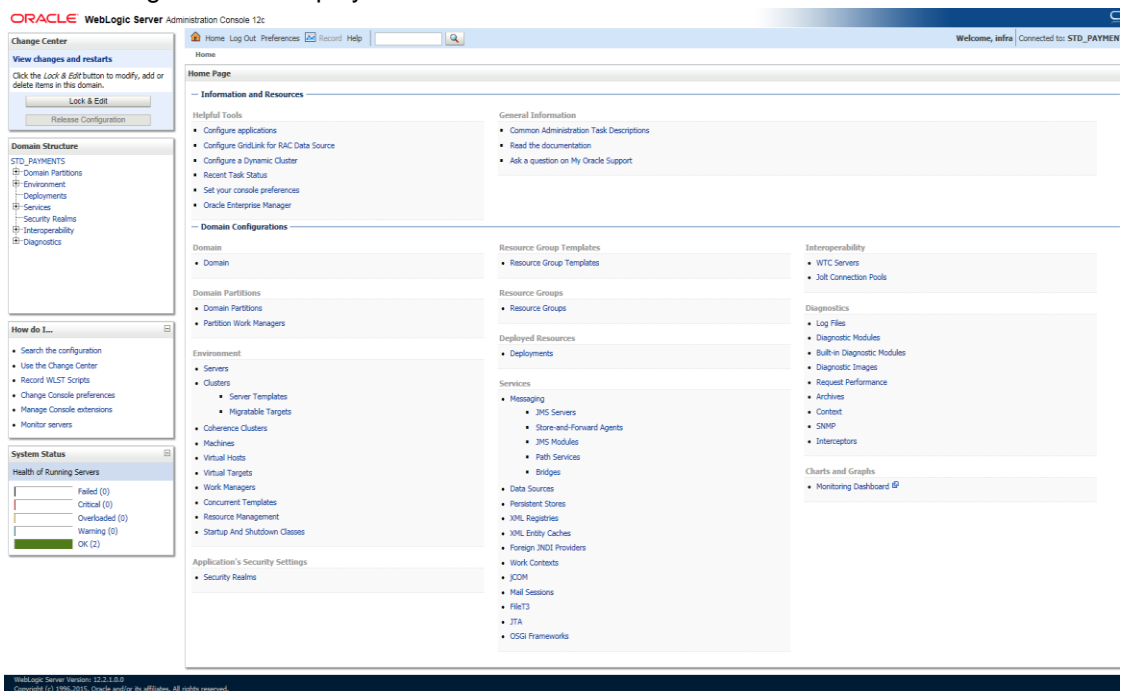 ORACLE WebLogic Server Administration Console 12c
Change Center
View changes and restarts
Click the Lock & Edit button to modify, add or
delete items in this domain.
Lock & Edit
Release Configuration
Domain Structure
STD_PAYMENTS
Domain Partitions
Environment
Deployments
Services
Security Realms
Interoperability
Diagnostics
How do I...
Search the configuration
Use the Change Center
Record WLST Scripts
Change Console preferences
Manage Console extensions
Monitor servers
System Status
Health of Running Servers
Failed (0)
Critical (0)
Overloaded (0)
Warning (0)
OK (2)
Home Log Out Preferences Record Help
Welcome, infra Connected to: STD_PAYMEN
Home
Home Page
Information and Resources
Helpful Tools
Configure applications
Configure GridLink for RAC Data Source
Configure a Dynamic Cluster
Recent Task Status
Set your console preferences
Oracle Enterprise Manager
General Information
Common Administration Task Descriptions
Read the documentation
Ask a question on My Oracle Support
Domain Configurations
Domain
Domain
Domain Partitions
Domain Partitions
Partition Work Managers
Environment
Servers
Clusters
Server Templates
Migratable Targets
Coherence Clusters
Machines
Virtual Hosts
Virtual Targets
Work Managers
Concurrent Templates
Resource Management
Startup And Shutdown Classes
Application's Security Settings
Security Realms
Resource Group Templates
Resource Group Templates
Resource Groups
Resource Groups
Deployed Resources
Deployments
Services
Messaging
JMS Servers
Store-and-Forward Agents
JMS Modules
Path Services
Bridges
Data Sources
Persistent Stores
XML Registries
XML Entity Caches
Foreign JNDI Providers
Work Contexts
jCOM
Mail Sessions
FileT3
JTA
OSGi Frameworks
Interoperability
WTC Servers
Jolt Connection Pools
Diagnostics
Log Files
Diagnostic Modules
Built-in Diagnostic Modules
Diagnostic Images
Request Performance
Archives
Context
SNMP
Interceptors
Charts and Graphs
Monitoring Dashboard
WebLogic Server Version: 12.2.1.0.0
Copyright (c) 1996,2015, Oracle and/or its affiliates. All rights reserved.